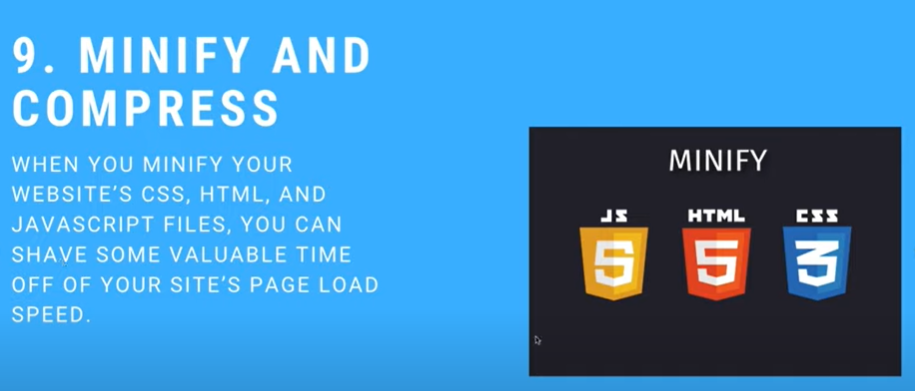 9. MINIFY AND
COMPRESS
WHEN YOU MINIFY YOUR
WEBSITE'S CSS, HTML, AND
JAVASCRIPT FILES, YOU CAN
SHAVE SOME VALUABLE TIME
OFF OF YOUR SITE'S PAGE LOAD
SPEED.
MINIFY
JS HTML CSS
5 5 3